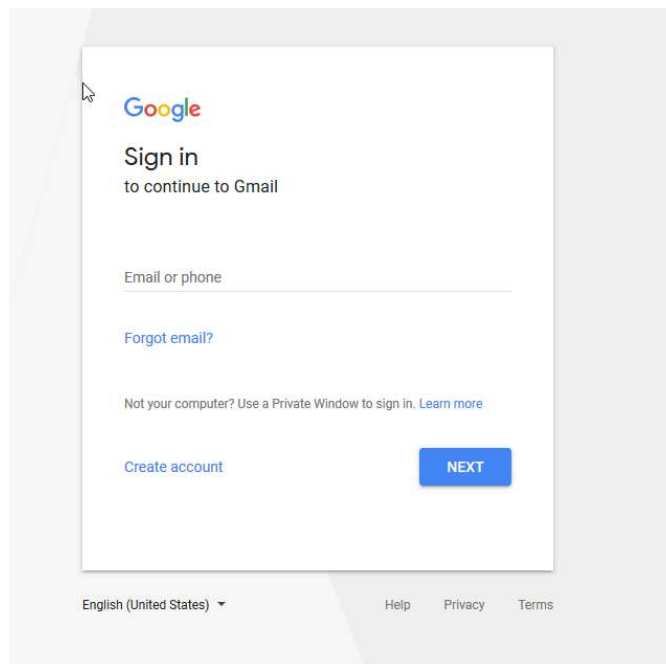 Google
Sign in
to continue to Gmail
Email or phone
Forgot email?
Not your computer? Use a Private Window to sign in. Learn more
Create account NEXT
English (United States) Help Privacy Terms